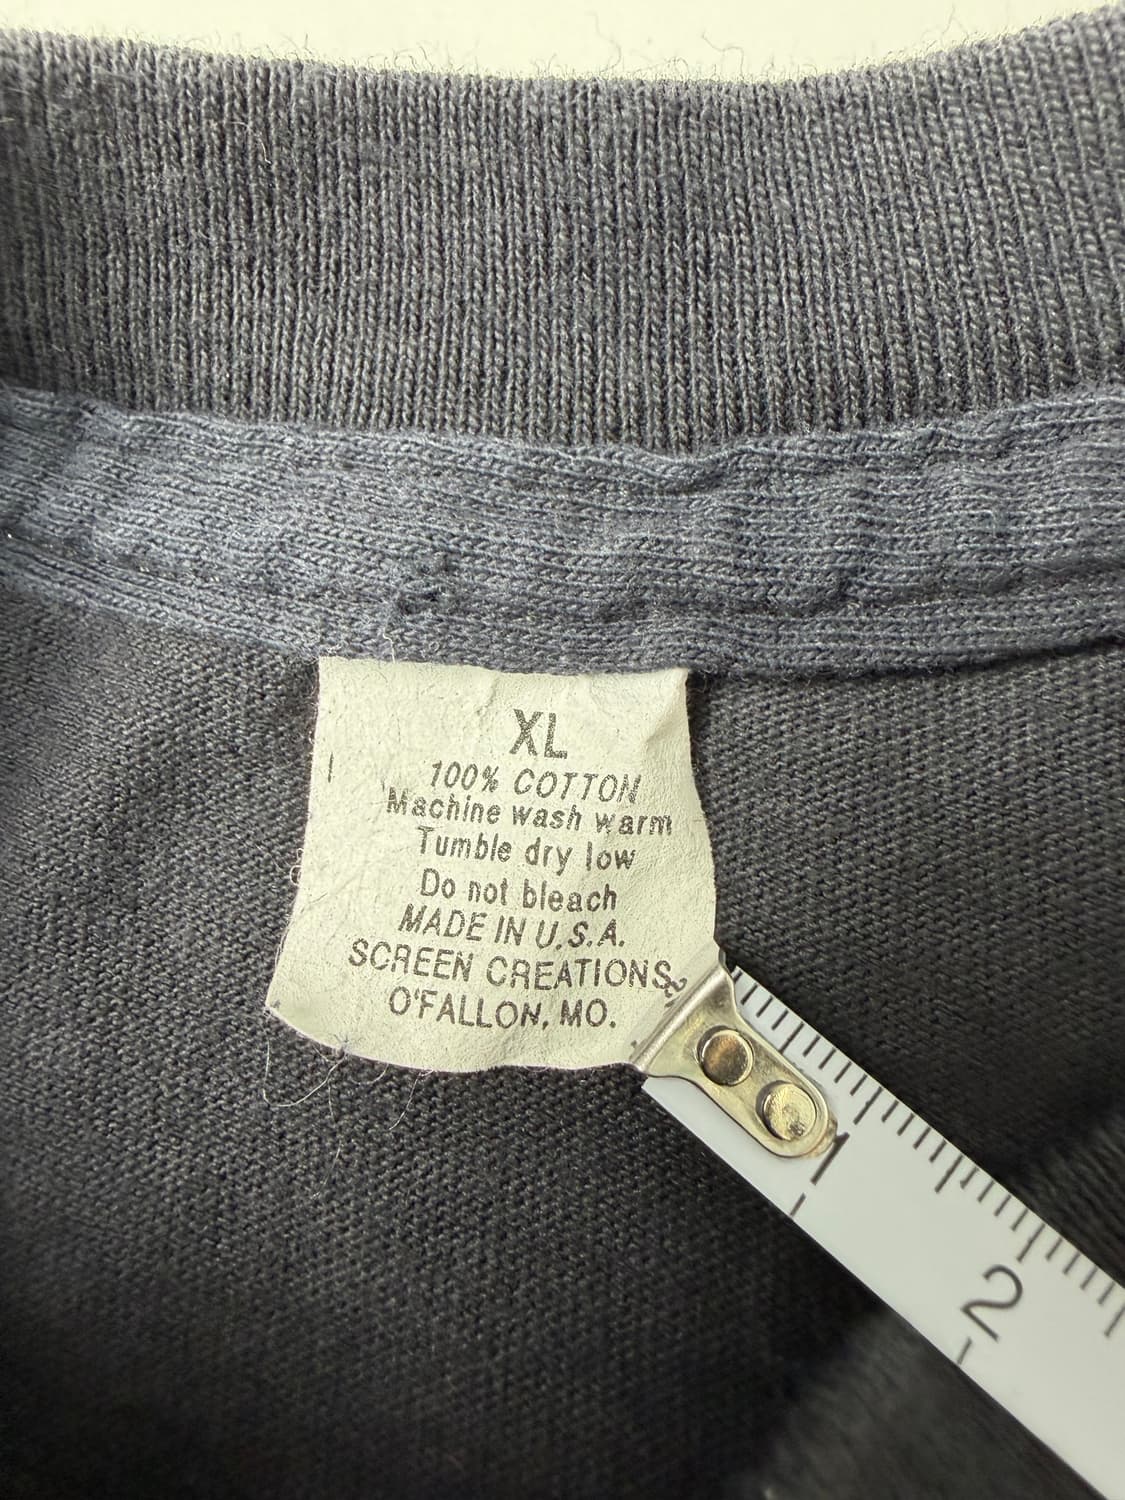 XL
100% COTTON
Machine wash warm
Tumble dry low
Do not bleach
MADE IN U.S.A.
SCREEN CREATIONS
O'FALLON, MO.
1
2